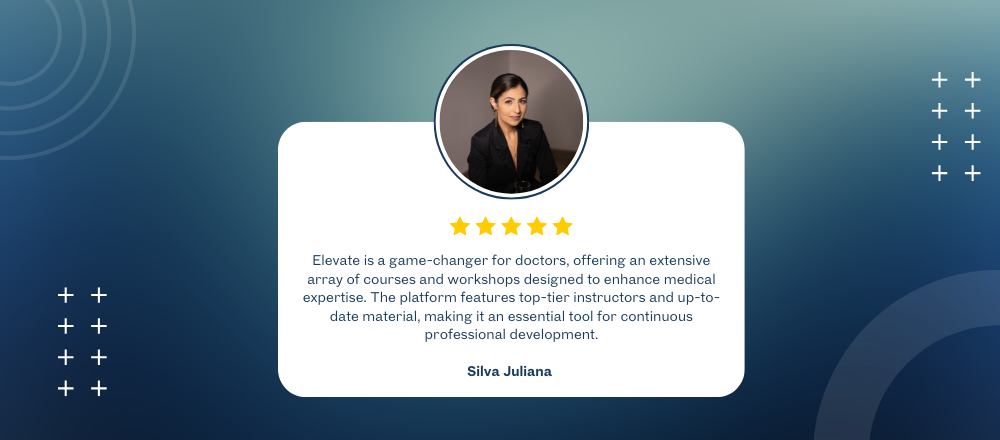 Elevate is a game-changer for doctors, offering an extensive
array of courses and workshops designed to enhance medical
expertise. The platform features top-tier instructors and up-to-
date material, making it an essential tool for continuous
professional development.
Silva Juliana